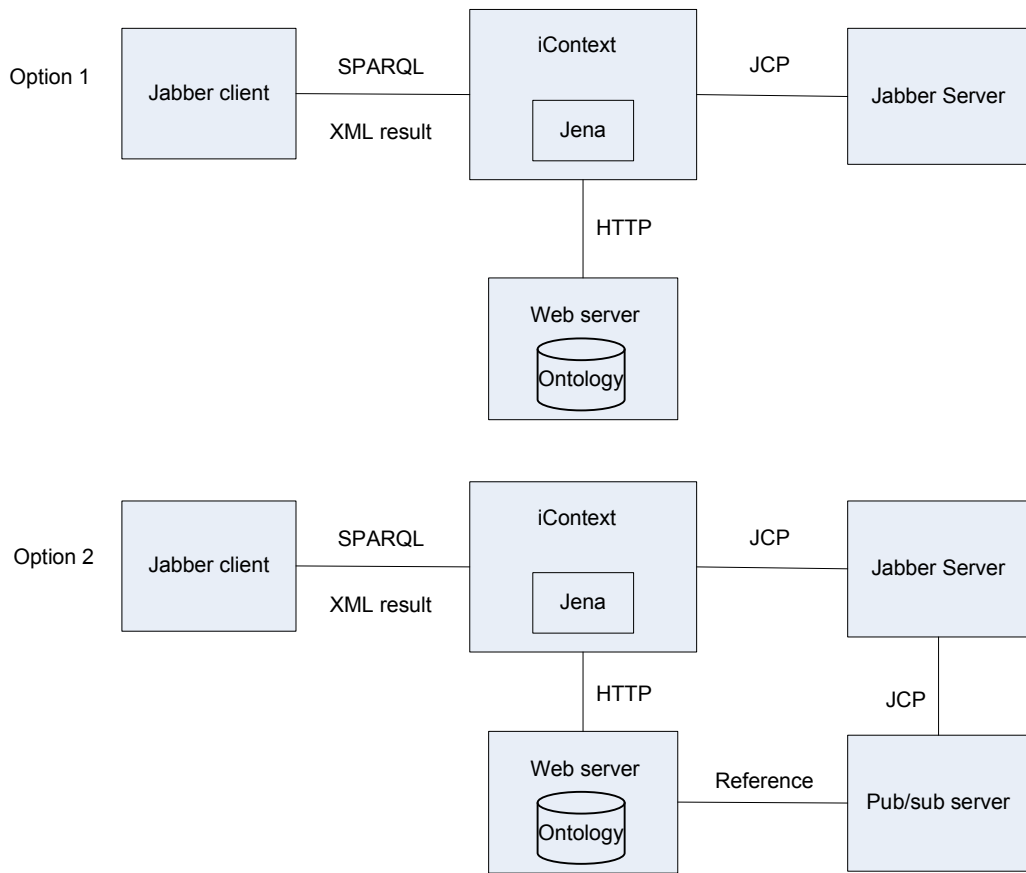 iContext
SPARQL
JCP
Option 1
Jabber client
Jabber Server
XML result
Jena
HTTP
Web server
Ontology
iContext
SPARQL
JCP
Option 2
Jabber client
Jabber Server
XML result
Jena
HTTP
JCP
Web server
Reference
Pub/sub server
Ontology